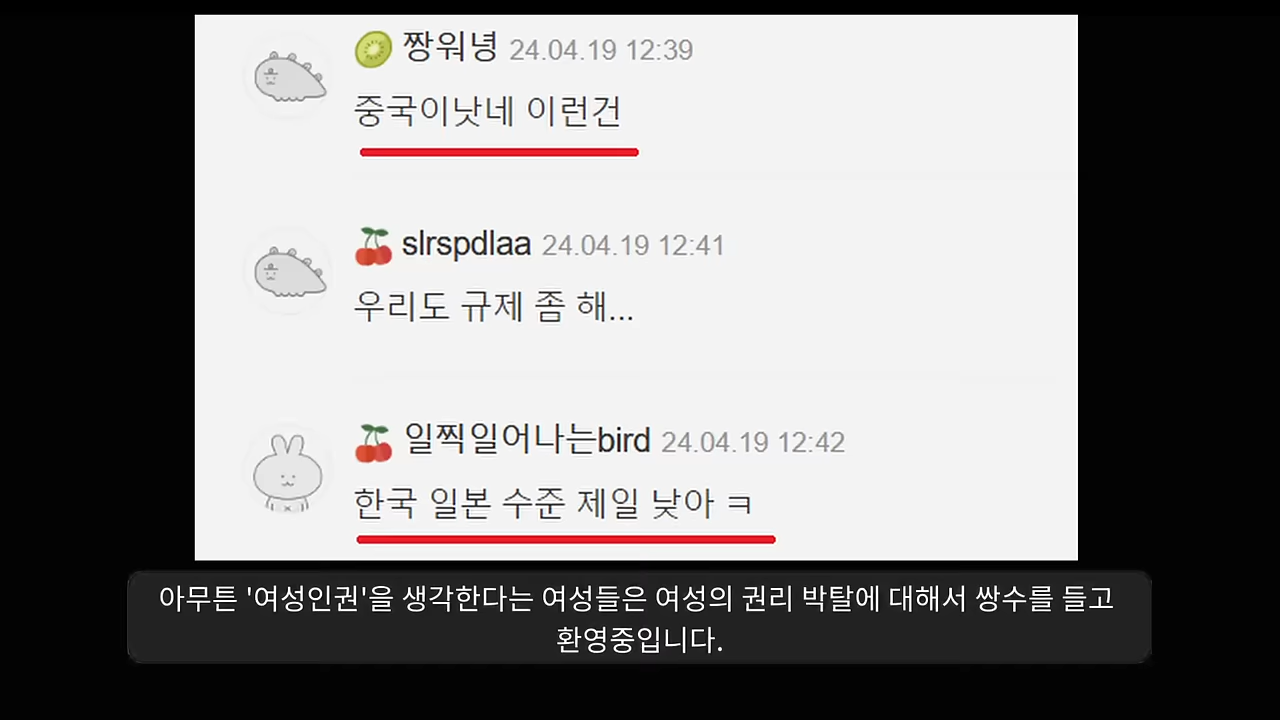 짱워녕 24.04.19 12:39
중국이낫네 이런건
slrspdlaa 24.04.19 12:41
우리도 규제 좀 해...
일찍일어나는bird 24.04.19 12:42
한국 일본 수준 제일 낮아 ㅋ
아무튼 '여성인권'을 생각한다는 여성들은 여성의 권리 박탈에 대해서 쌍수를 들고
환영중입니다.